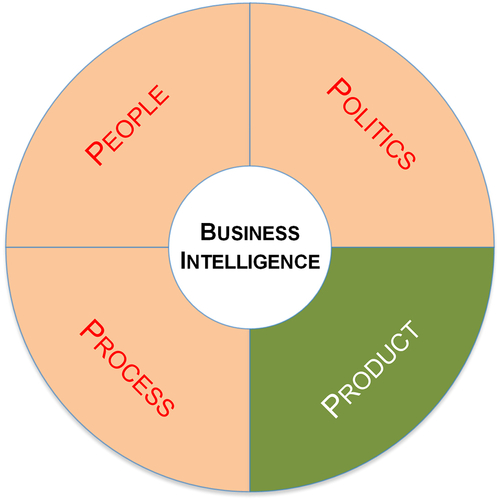 PEOPLE
POLITICS
BUSINESS
INTELLIGENCE
PROCESS
PRODUCT